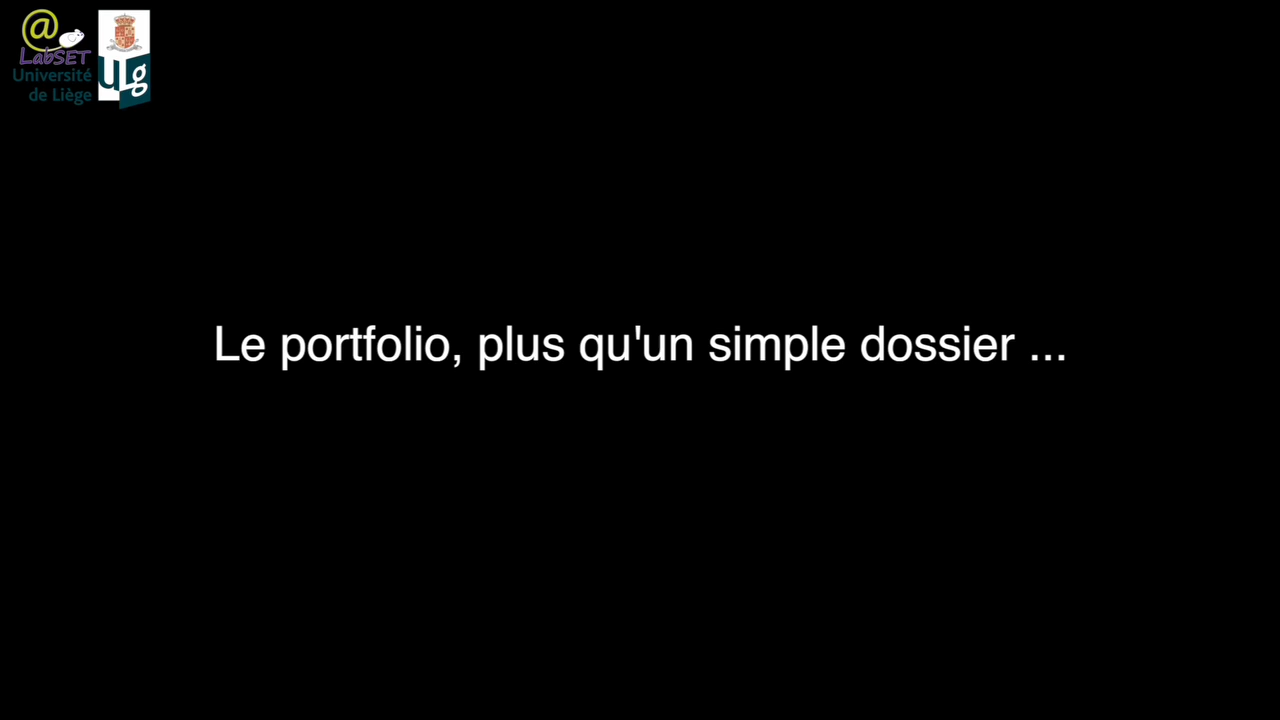 @
LabSET
Université
de Liège
ULg
Le portfolio, plus qu'un simple dossier ...